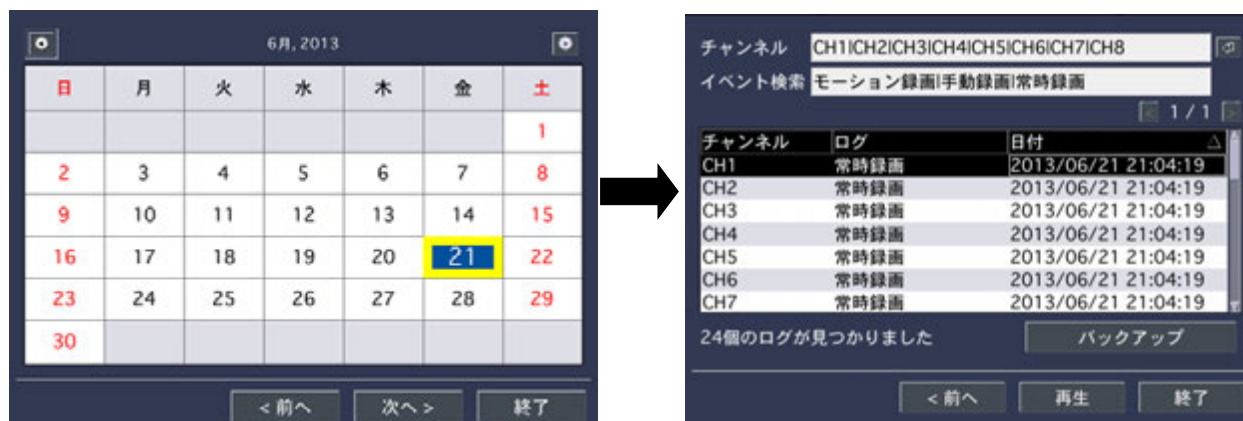 6月, 2013
日 月 火 水 木 金 土
1
2 3 4 5 6 7 8
9 10 11 12 13 14 15
16 17 18 19 20 21 22
23 24 25 26 27 28 29
30
< 前へ 次へ > 終了
チャンネル CH1|CH2|CH3|CH4|CH5|CH6|CH7|CH8
イベント検索 モーション録画|手動録画|常時録画
< 1 / 1 >
チャンネル ログ 日付 △
CH1 常時録画 2013/06/21 21:04:19
CH2 常時録画 2013/06/21 21:04:19
CH3 常時録画 2013/06/21 21:04:19
CH4 常時録画 2013/06/21 21:04:19
CH5 常時録画 2013/06/21 21:04:19
CH6 常時録画 2013/06/21 21:04:19
CH7 常時録画 2013/06/21 21:04:19
24個のログが見つかりました バックアップ
< 前へ 再生 終了